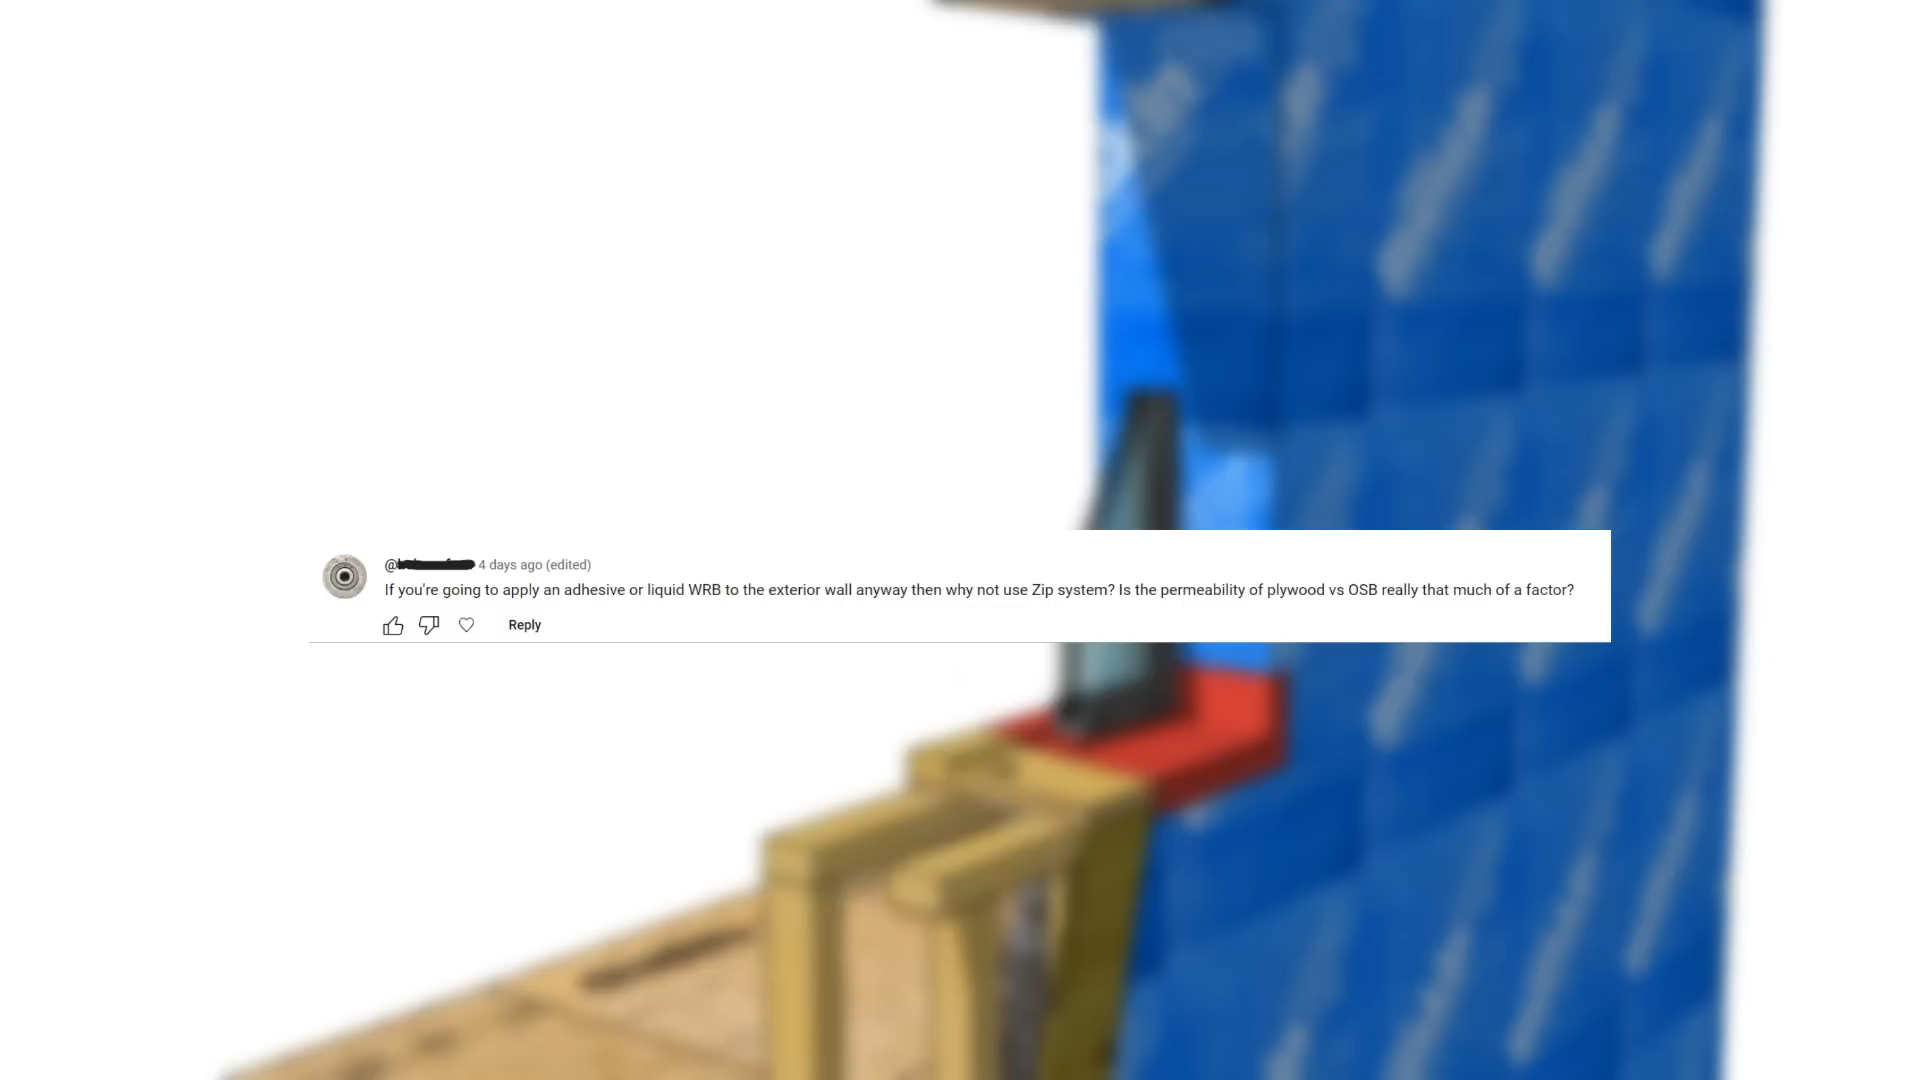 @ 4 days ago (edited)
If you're going to apply an adhesive or liquid WRB to the exterior wall anyway then why not use Zip system? Is the permeability of plywood vs OSB really that much of a factor?
Reply